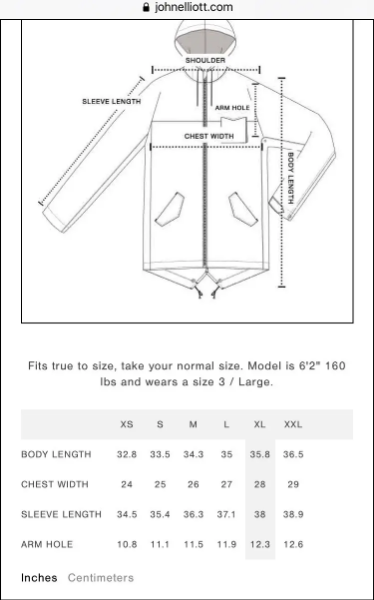 johnelliott.com
SHOULDER
SLEEVE LENGTH
ARM HOLE
CHEST WIDTH
BODY LENGTH
Fits true to size, take your normal size. Model is 6'2" 160
lbs and wears a size 3 / Large.
XS S M L XL XXL
BODY LENGTH 32.8 33.5 34.3 35 35.8 36.5
CHEST WIDTH 24 25 26 27 28 29
SLEEVE LENGTH 34.5 35.4 36.3 37.1 38 38.9
ARM HOLE 10.8 11.1 11.5 11.9 12.3 12.6
Inches Centimeters